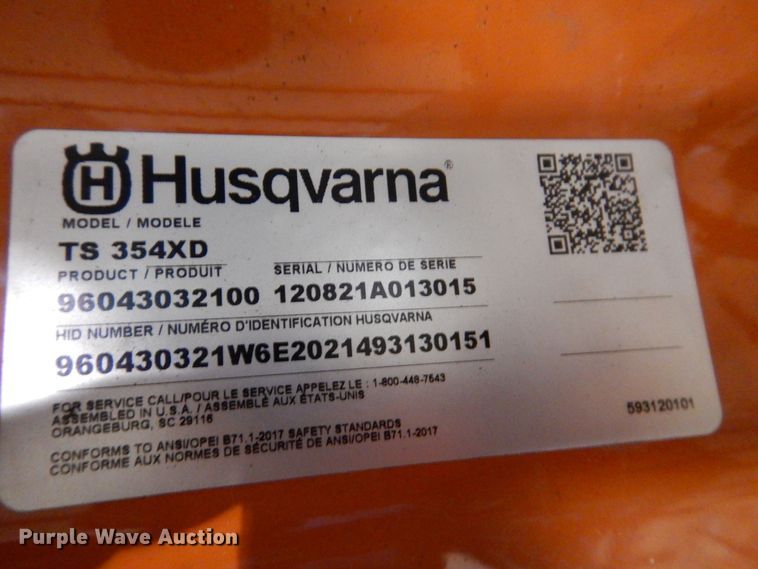 Husqvarna®
MODEL / MODELE
TS 354XD
PRODUCT / PRODUIT SERIAL / NUMERO DE SERIE
96043032100 120821A013015
HID NUMBER / NUMÉRO D'IDENTIFICATION HUSQVARNA
960430321W6E2021493130151
FOR SERVICE CALL/POUR LE SERVICE APPELEZ LE : 1-800-448-7543
ASSEMBLED IN U.S.A. / ASSEMBLÉ AUX ÉTATS-UNIS
ORANGEBURG, SC 29116
593120101
CONFORMS TO ANSI/OPEI B71.1-2017 SAFETY STANDARDS
CONFORME AUX NORMES DE SÉCURITÉ DE ANSI/OPEI B71.1-2017
Purple Wave Auction